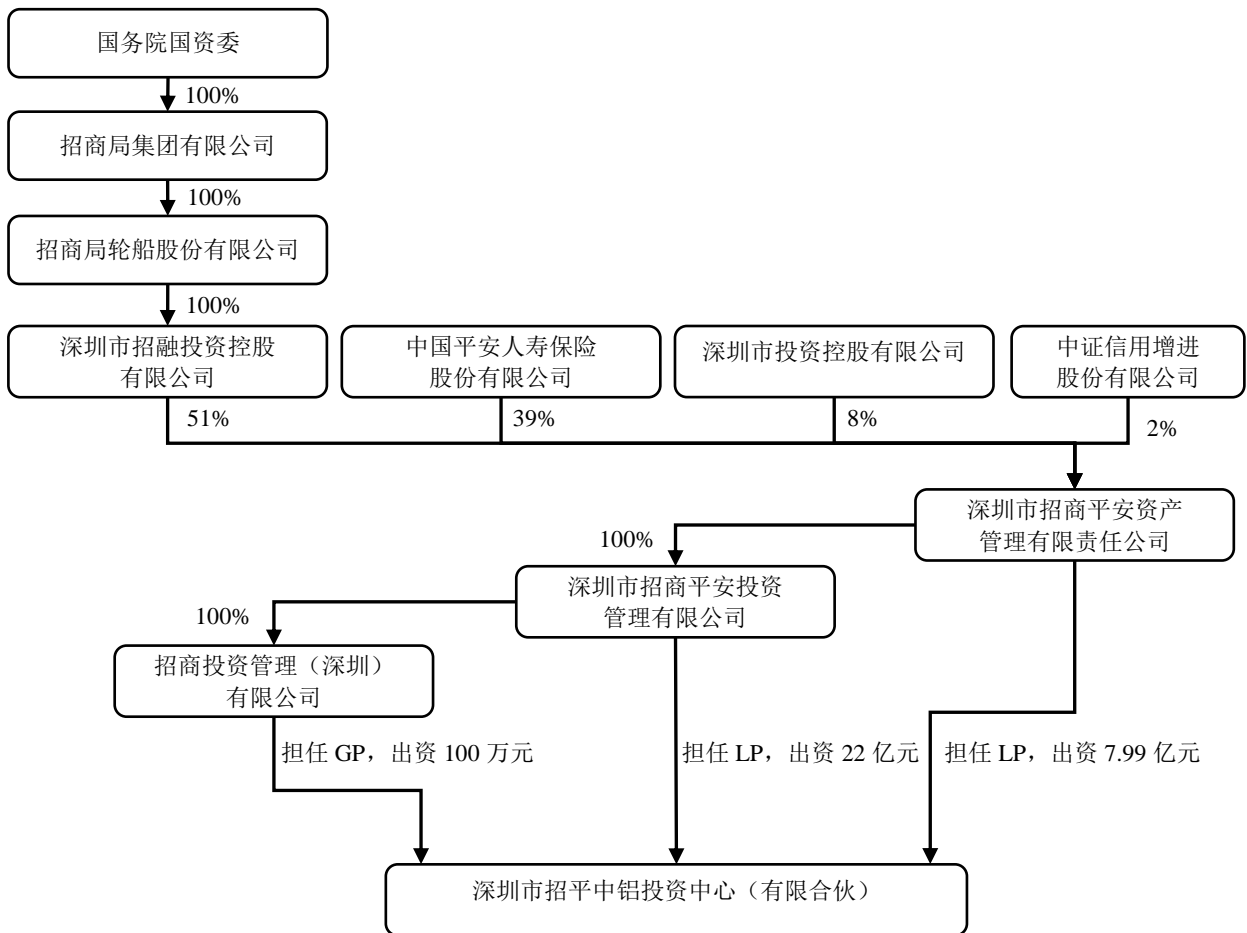 国务院国资委
100%
招商局集团有限公司
100%
招商局轮船股份有限公司
100%
深圳市招融投资控股
有限公司
中国平安人寿保险
股份有限公司
深圳市投资控股有限公司
中证信用增进
股份有限公司
51%
39%
8%
2%
深圳市招商平安资产
管理有限责任公司
100%
深圳市招商平安投资
管理有限公司
100%
招商投资管理（深圳）
有限公司
担任 GP，出资 100 万元
担任 LP，出资 22 亿元
担任 LP，出资 7.99 亿元
深圳市招平中铝投资中心（有限合伙）